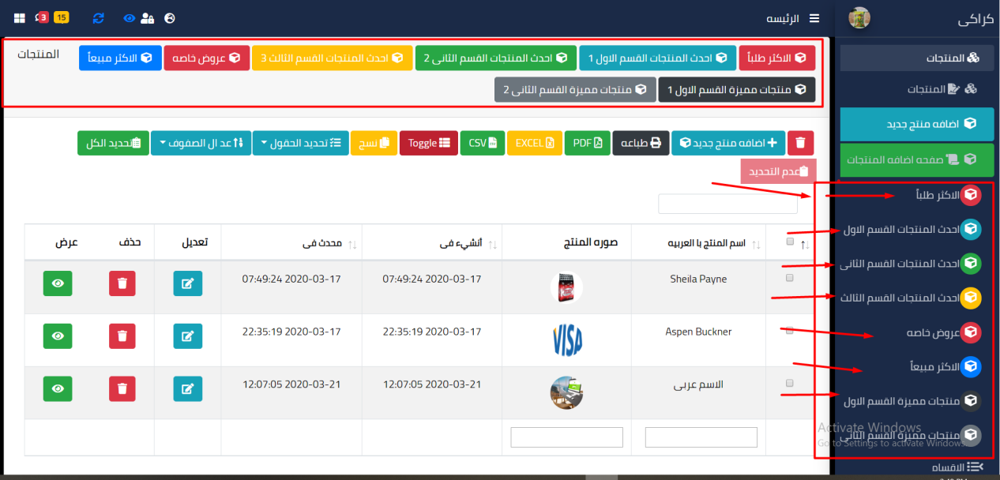 كراكى
الرئيسه
3
15
المنتجات
المنتجات
اضافه منتج جديد
صفحه اضافه المنتجات
الاكثر طلباً
احدث المنتجات القسم الاول
احدث المنتجات القسم الثانى
احدث المنتجات القسم الثالث
عروض خاصه
الاكثر مبيعاً
منتجات مميزة القسم الاول
منتجات مميزة القسم الثانى
الاقسام
الاكثر طلباً احدث المنتجات القسم الاول 1 احدث المنتجات القسم الثانى 2 احدث المنتجات القسم الثالث 3 عروض خاصه الاكثر مبيعاً المنتجات
منتجات مميزة القسم الاول 1 منتجات مميزة القسم الثانى 2
اضافه منتج جديد طباعه PDF EXCEL CSV Toggle نسخ تحديد الحقول عد ال الصفوف تحديد الكل
عدم التحديد
اسم المنتج با العربيه صوره المنتج أنشيء فى محدث فى تعديل حذف عرض
Sheila Payne 2020-03-17 07:49:24 2020-03-17 07:49:24
Aspen Buckner VISA 2020-03-17 22:35:19 2020-03-17 22:35:19
الاسم عربى 2020-03-21 12:07:05 2020-03-21 12:07:05
Activate Windows
Go to Settings to activate Windows.